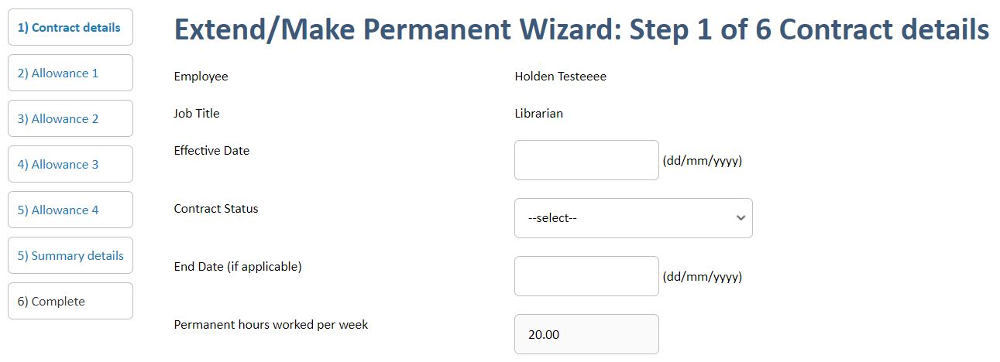 1) Contract details
2) Allowance 1
3) Allowance 2
4) Allowance 3
5) Allowance 4
5) Summary details
6) Complete
Extend/Make Permanent Wizard: Step 1 of 6 Contract details
Employee Holden Testeeee
Job Title Librarian
Effective Date (dd/mm/yyyy)
Contract Status --select--
End Date (if applicable) (dd/mm/yyyy)
Permanent hours worked per week 20.00